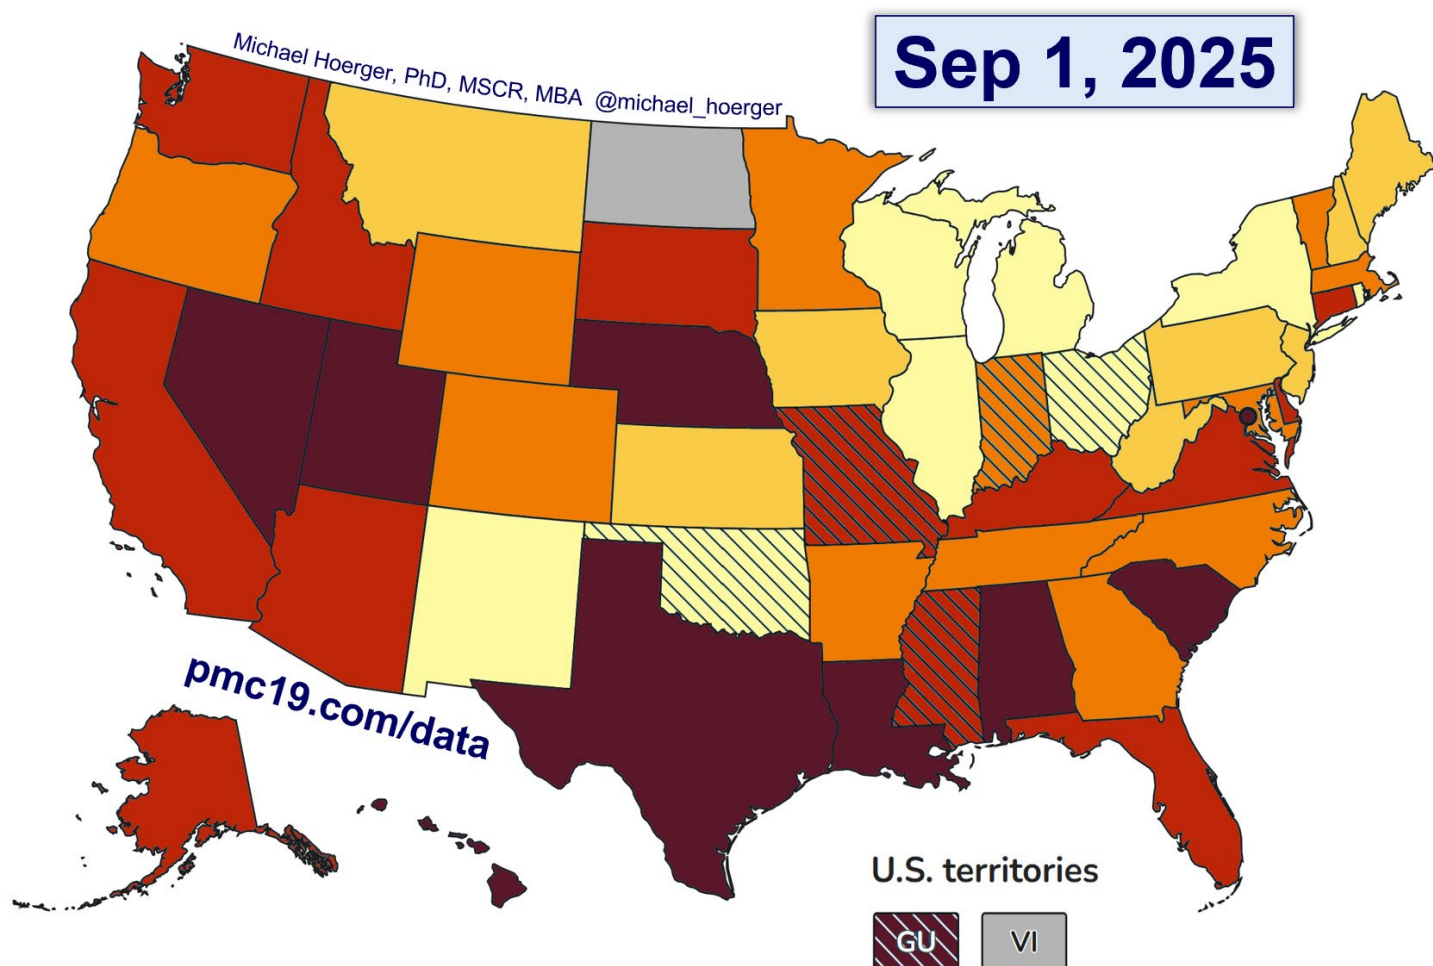 Michael Hoerger, PhD, MSCR, MBA @michael_hoerger
Sep 1, 2025
pmc19.com/data
U.S. territories
GU
VI